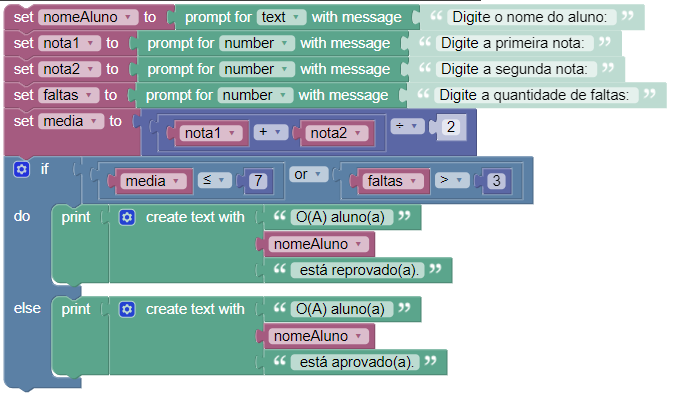 set nomeAluno to prompt for text with message “ Digite o nome do aluno: ”
set nota1 to prompt for number with message “ Digite a primeira nota: ”
set nota2 to prompt for number with message “ Digite a segunda nota: ”
set faltas to prompt for number with message “ Digite a quantidade de faltas: ”
set media to nota1 + nota2 ÷ 2
if media ≤ 7 or faltas > 3
do print create text with “ O(A) aluno(a) ”
nomeAluno
“ está reprovado(a). ”
else print create text with “ O(A) aluno(a) ”
nomeAluno
“ está aprovado(a). ”